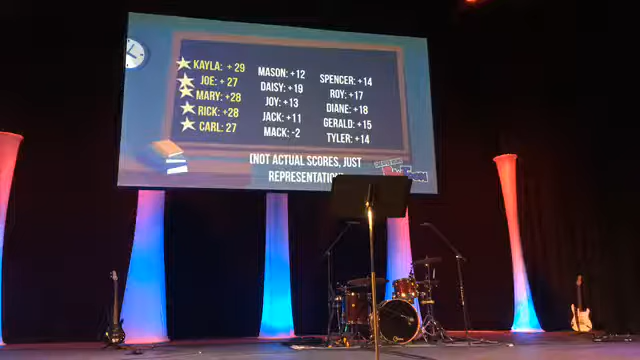 KAYLA: + 29
JOE: + 27
MARY: +28
RICK: +28
CARL: 27
MASON: +12
DAISY: +19
JOY: +13
JACK: +11
MACK: -2
SPENCER: +14
ROY: +17
DIANE: +18
GERALD: +15
TYLER: +14
(NOT ACTUAL SCORES, JUST